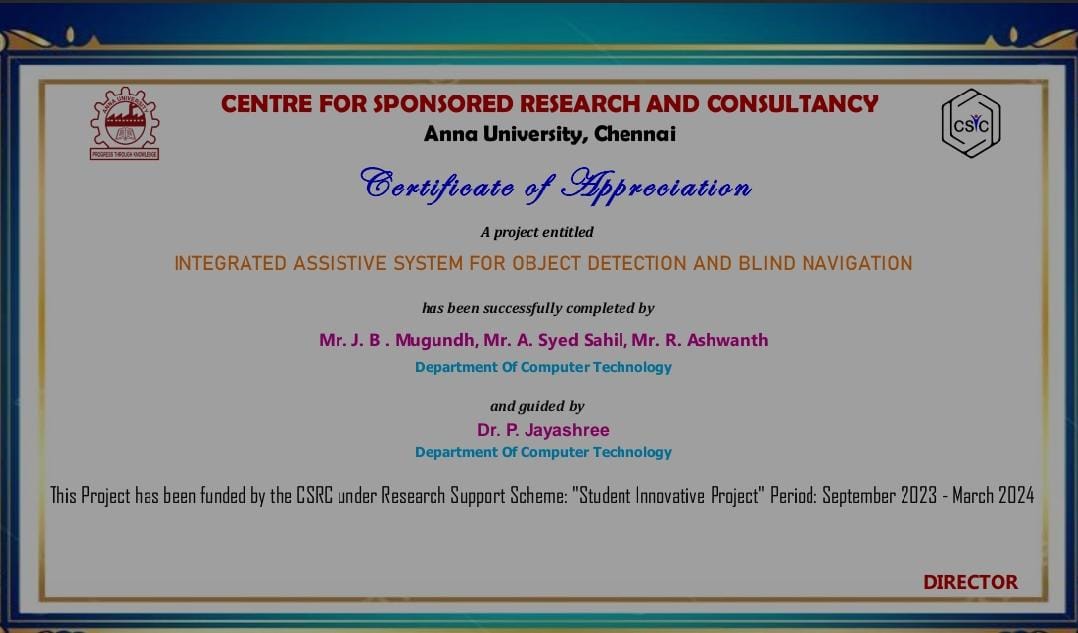 CENTRE FOR SPONSORED RESEARCH AND CONSULTANCY
Anna University, Chennai
ANNA UNIVERSITY
PROGRESS THROUGH KNOWLEDGE
CSRC
Certificate of Appreciation
A project entitled
INTEGRATED ASSISTIVE SYSTEM FOR OBJECT DETECTION AND BLIND NAVIGATION
has been successfully completed by
Mr. J. B . Mugundh, Mr. A. Syed Sahil, Mr. R. Ashwanth
Department Of Computer Technology
and guided by
Dr. P. Jayashree
Department Of Computer Technology
This Project has been funded by the CSRC under Research Support Scheme: "Student Innovative Project" Period: September 2023 - March 2024
DIRECTOR